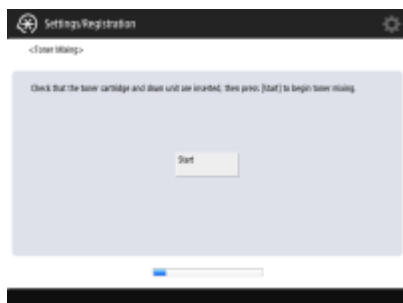 Settings/Registration
<Toner Mixing>
Check that the toner cartridge and drum unit are inserted, then press [Start] to begin toner mixing.
Start